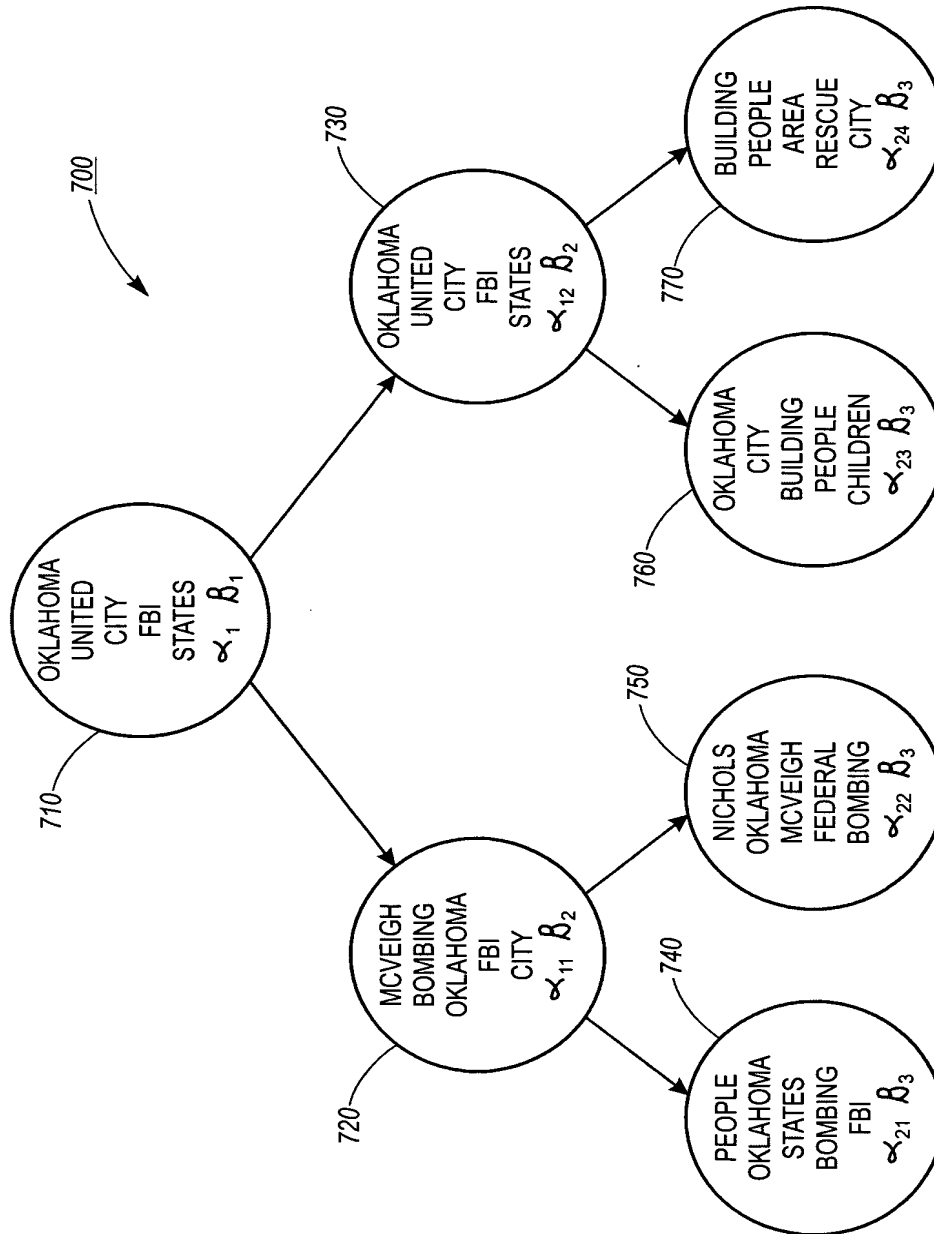 700
710
OKLAHOMA
UNITED
CITY
FBI
STATES
α1 β1
720
MCVEIGH
BOMBING
OKLAHOMA
FBI
CITY
α11 β2
730
OKLAHOMA
UNITED
CITY
FBI
STATES
α12 β2
740
PEOPLE
OKLAHOMA
STATES
BOMBING
FBI
α21 β3
750
NICHOLS
OKLAHOMA
MCVEIGH
FEDERAL
BOMBING
α22 β3
760
OKLAHOMA
CITY
BUILDING
PEOPLE
CHILDREN
α23 β3
770
BUILDING
PEOPLE
AREA
RESCUE
CITY
α24 β3